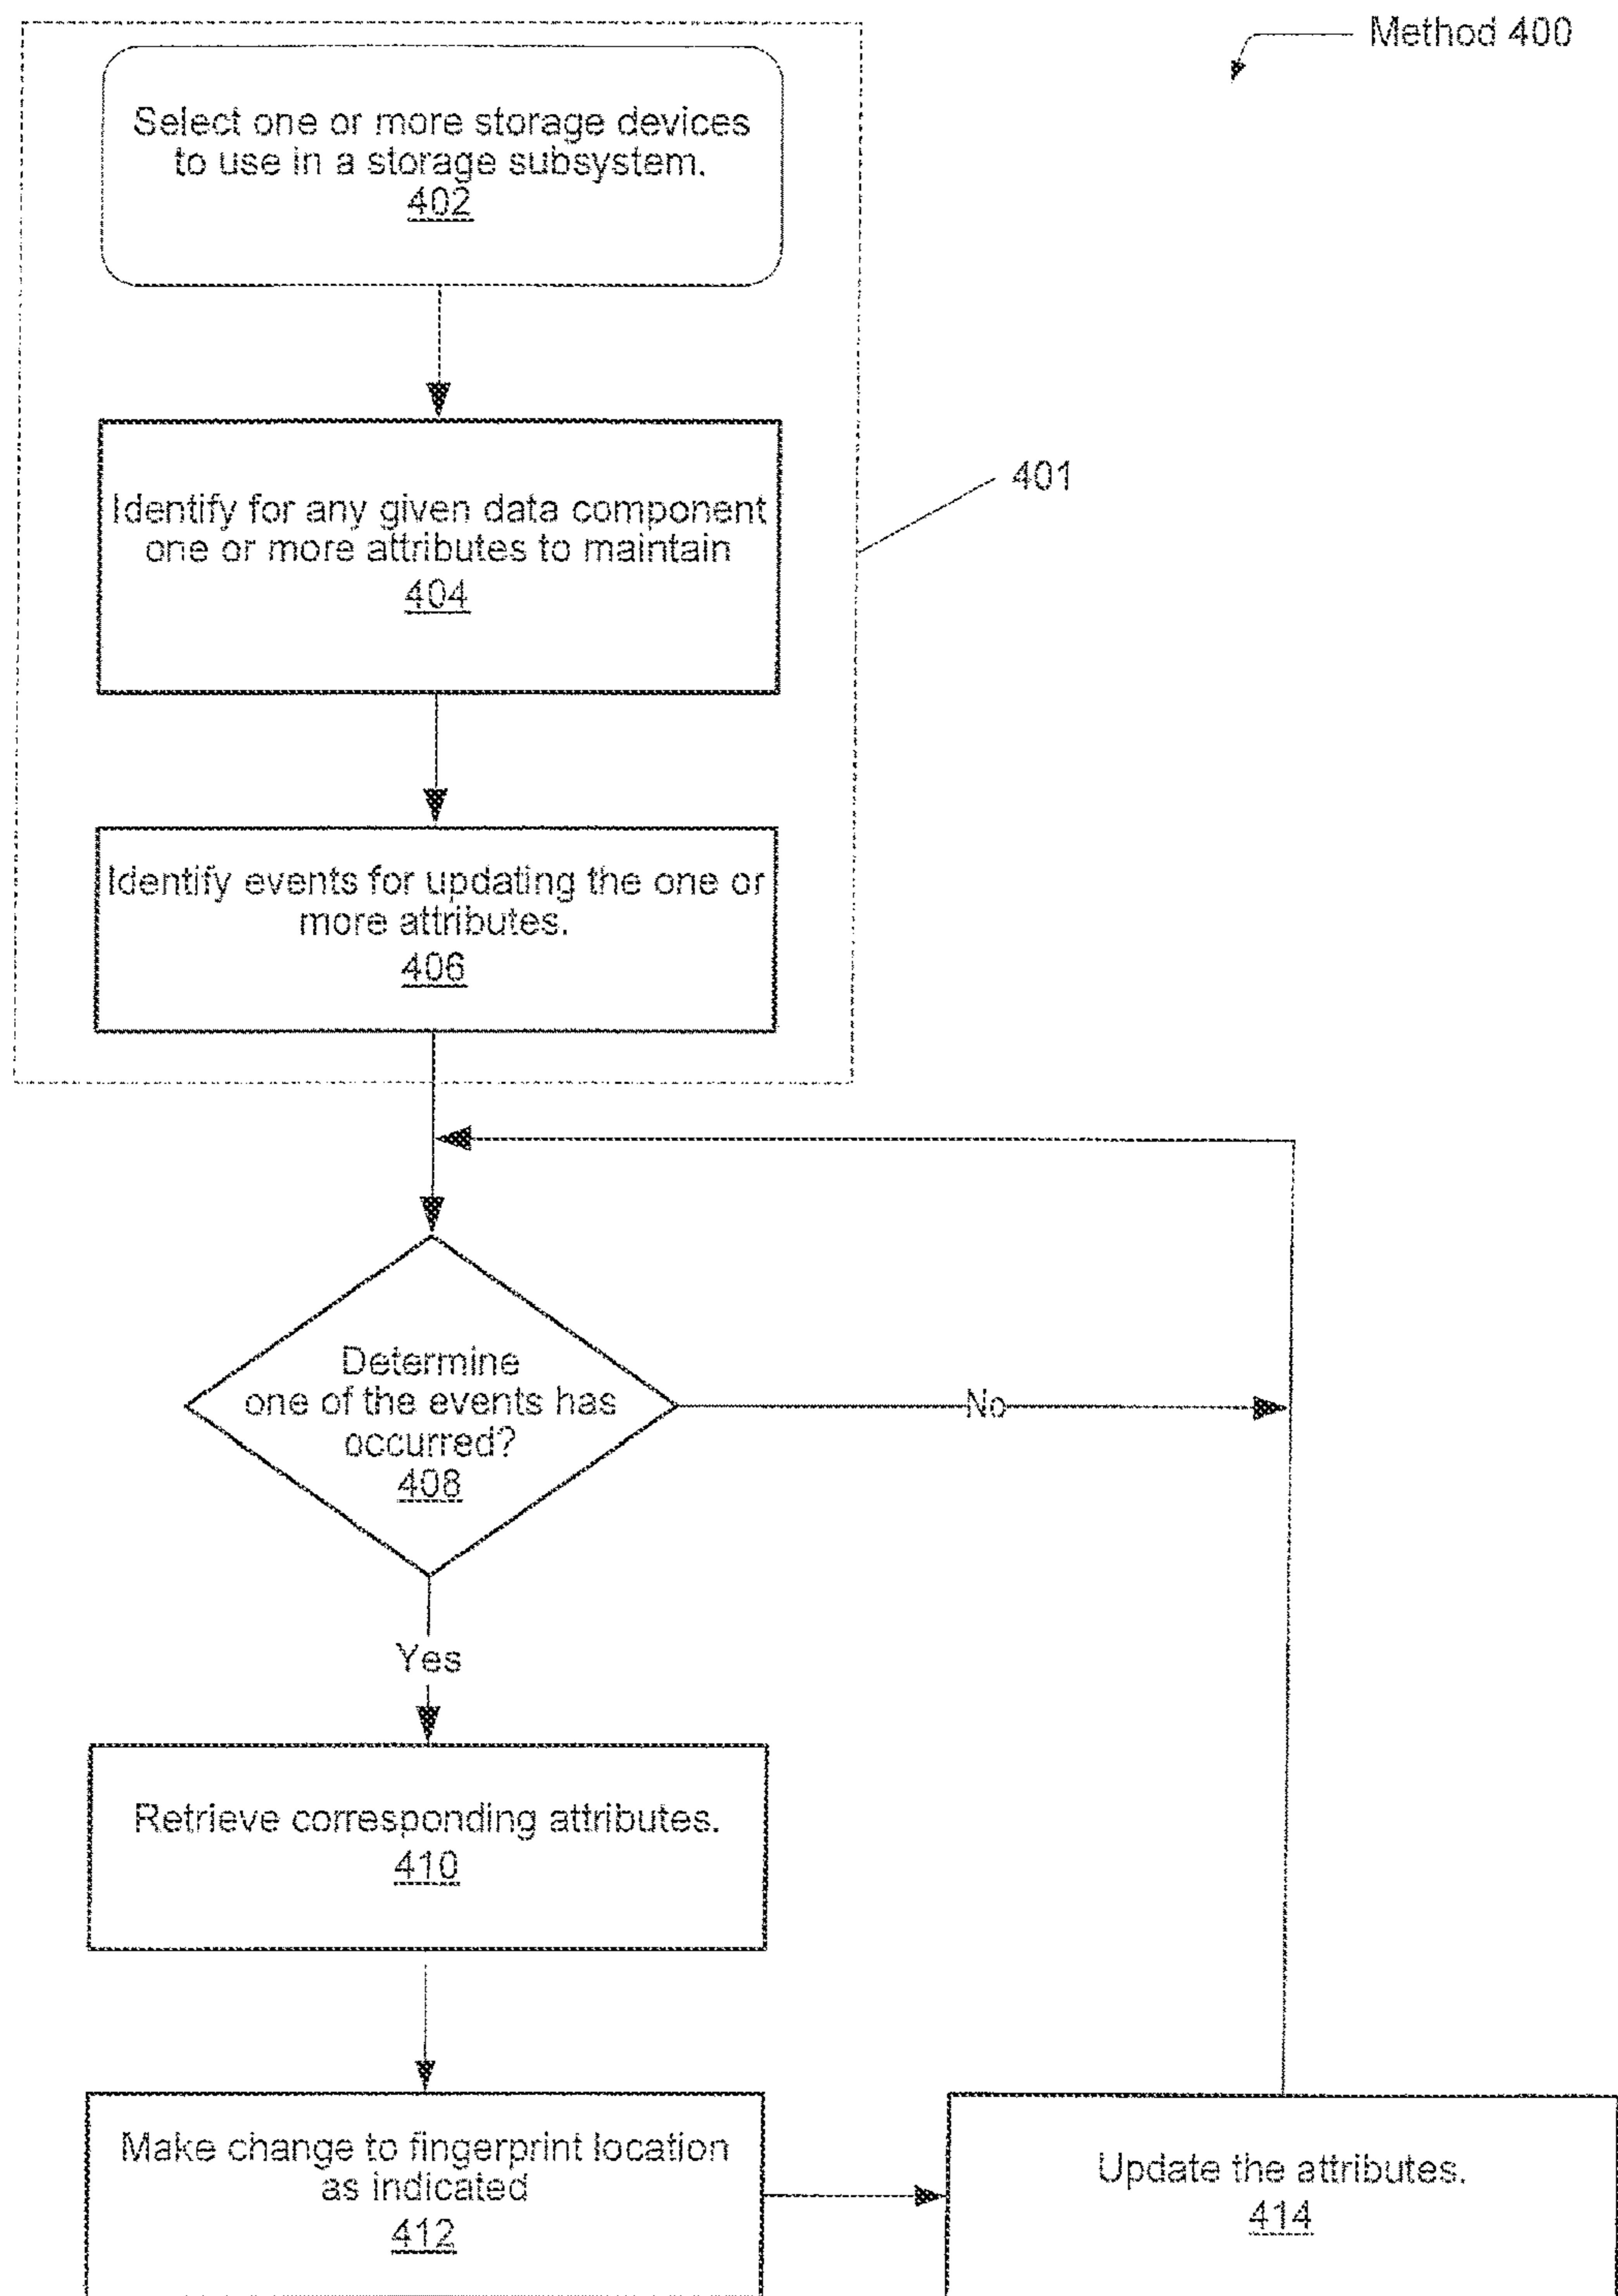 Method 400
Select one or more storage devices
to use in a storage subsystem.
402
401
Identify for any given data component
one or more attributes to maintain
404
Identify events for updating the one or
more attributes.
406
Determine
one of the events has
occurred?
408
No
Yes
Retrieve corresponding attributes.
410
Make change to fingerprint location
as indicated
412
Update the attributes.
414